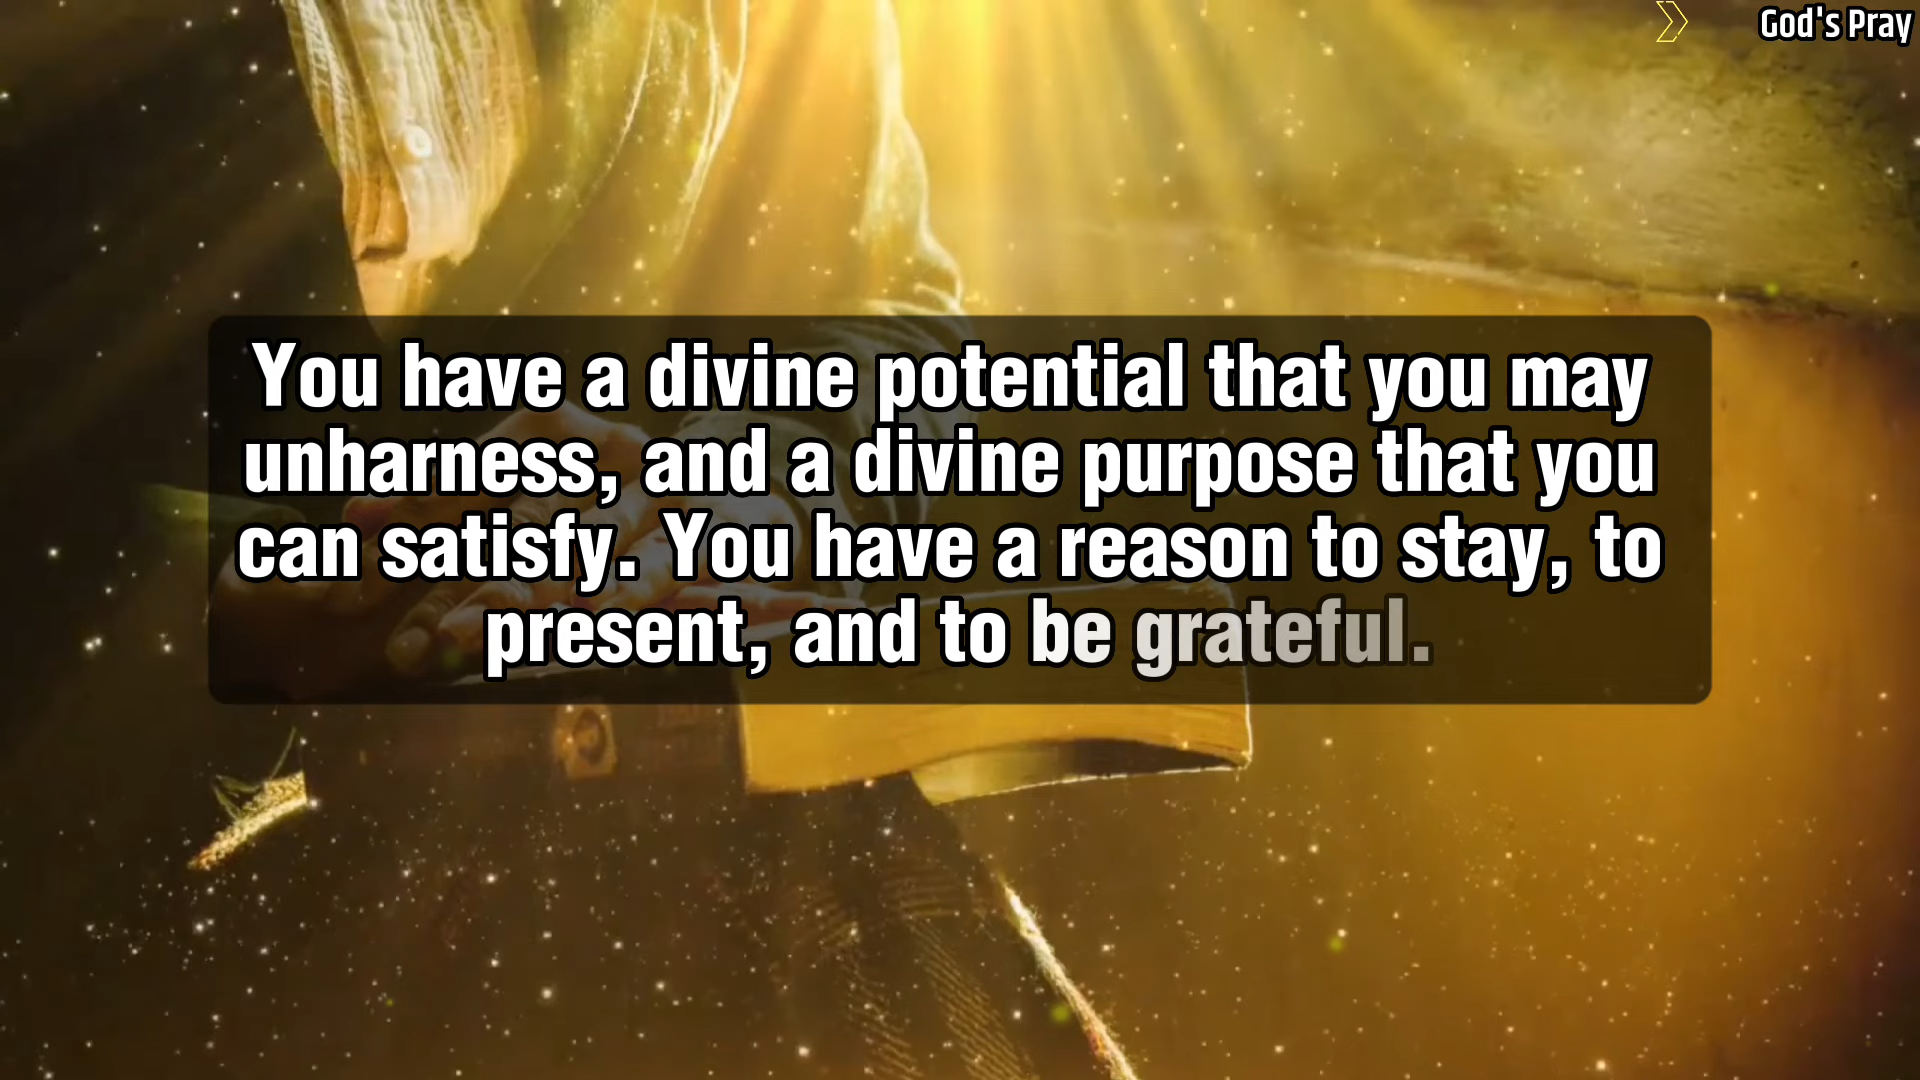 God's Pray
You have a divine potential that you may
unharness, and a divine purpose that you
can satisfy. You have a reason to stay, to
present, and to be grateful.